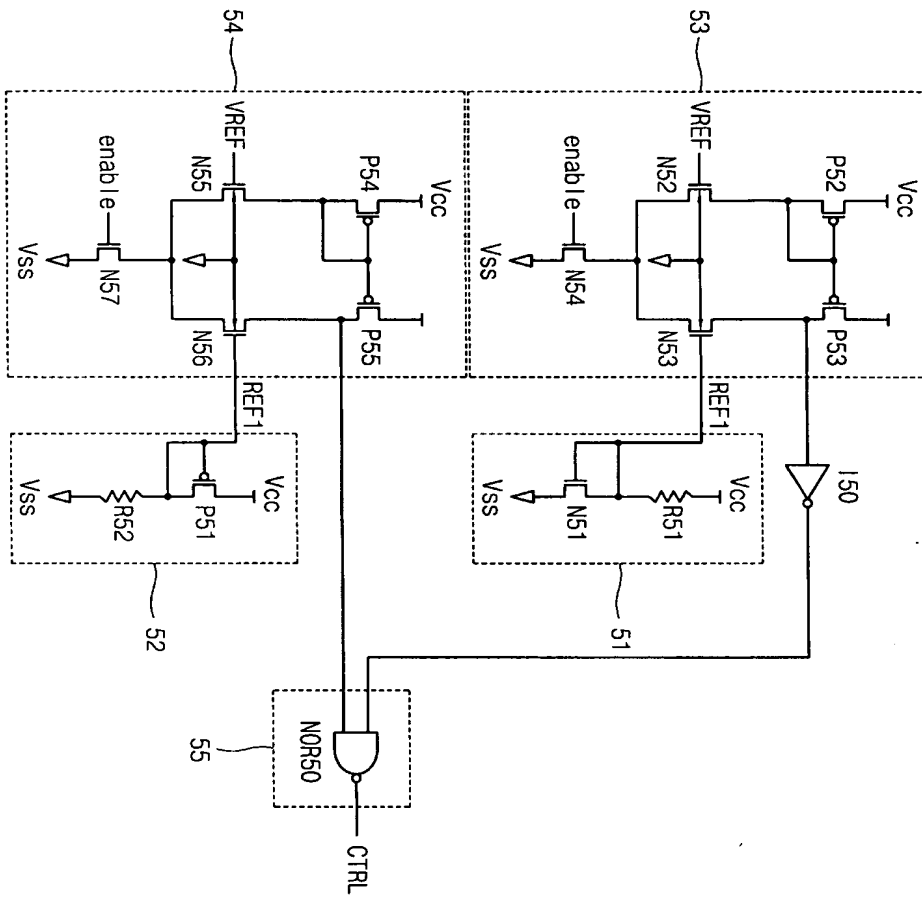 53
VREF
N52
P52
Vcc
enable
N54
Vss
N53
P53
REF1
Vcc
R51
N51
Vss
51
I50
54
VREF
N55
P54
Vcc
enable
N57
Vss
N56
P55
REF1
Vcc
P51
R52
Vss
52
55
NOR50
CTRL